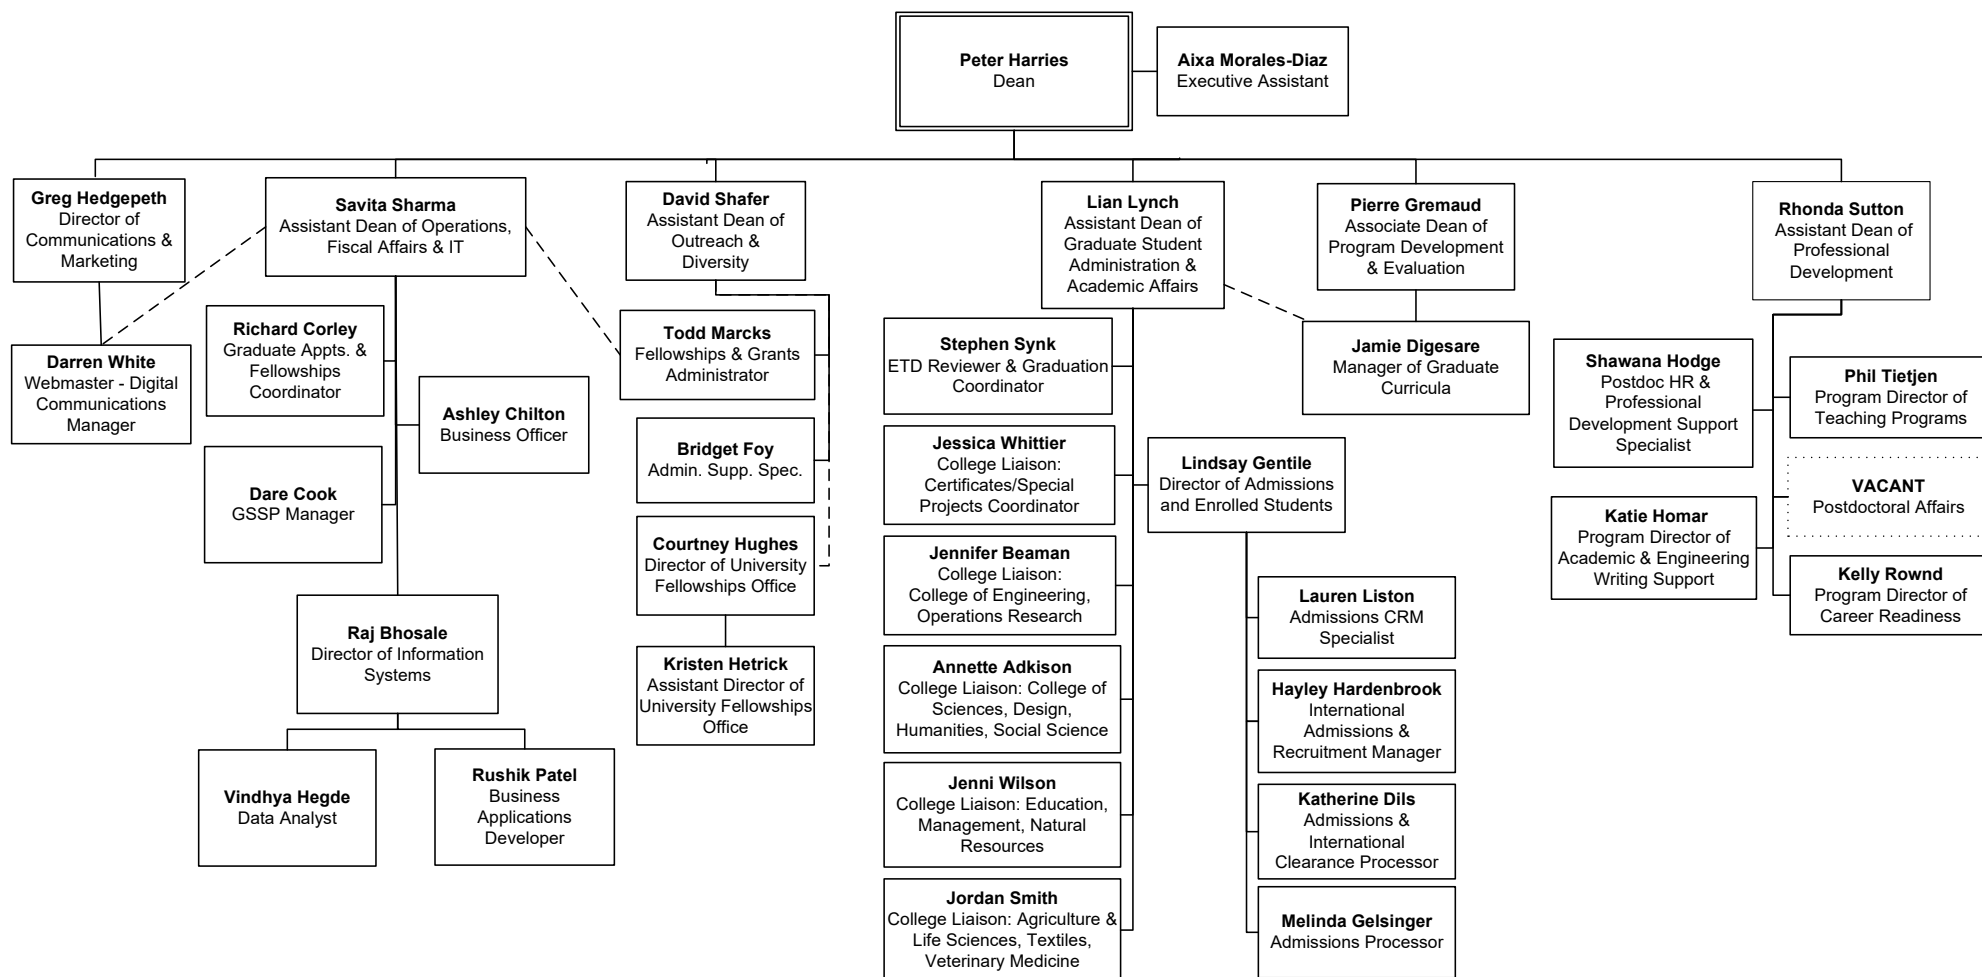 Peter Harries
Dean
Aixa Morales-Diaz
Executive Assistant
Greg Hedgepeth
Director of
Communications &
Marketing
Darren White
Webmaster - Digital
Communications
Manager
Savita Sharma
Assistant Dean of Operations,
Fiscal Affairs & IT
Richard Corley
Graduate Appts. &
Fellowships
Coordinator
Ashley Chilton
Business Officer
Dare Cook
GSSP Manager
Raj Bhosale
Director of Information
Systems
Vindhya Hegde
Data Analyst
Rushik Patel
Business
Applications
Developer
David Shafer
Assistant Dean of
Outreach &
Diversity
Todd Marcks
Fellowships & Grants
Administrator
Bridget Foy
Admin. Supp. Spec.
Courtney Hughes
Director of University
Fellowships Office
Kristen Hetrick
Assistant Director of
University Fellowships
Office
Lian Lynch
Assistant Dean of
Graduate Student
Administration &
Academic Affairs
Stephen Synk
ETD Reviewer & Graduation
Coordinator
Jessica Whittier
College Liaison:
Certificates/Special
Projects Coordinator
Jennifer Beaman
College Liaison:
College of Engineering,
Operations Research
Annette Adkison
College Liaison: College of
Sciences, Design,
Humanities, Social Science
Jenni Wilson
College Liaison: Education,
Management, Natural
Resources
Jordan Smith
College Liaison: Agriculture &
Life Sciences, Textiles,
Veterinary Medicine
Lindsay Gentile
Director of Admissions
and Enrolled Students
Lauren Liston
Admissions CRM
Specialist
Hayley Hardenbrook
International
Admissions &
Recruitment Manager
Katherine Dils
Admissions &
International
Clearance Processor
Melinda Gelsinger
Admissions Processor
Pierre Gremaud
Associate Dean of
Program Development
& Evaluation
Jamie Digesare
Manager of Graduate
Curricula
Rhonda Sutton
Assistant Dean of
Professional
Development
Shawana Hodge
Postdoc HR &
Professional
Development Support
Specialist
Katie Homar
Program Director of
Academic & Engineering
Writing Support
Phil Tietjen
Program Director of
Teaching Programs
VACANT
Postdoctoral Affairs
Kelly Rownd
Program Director of
Career Readiness